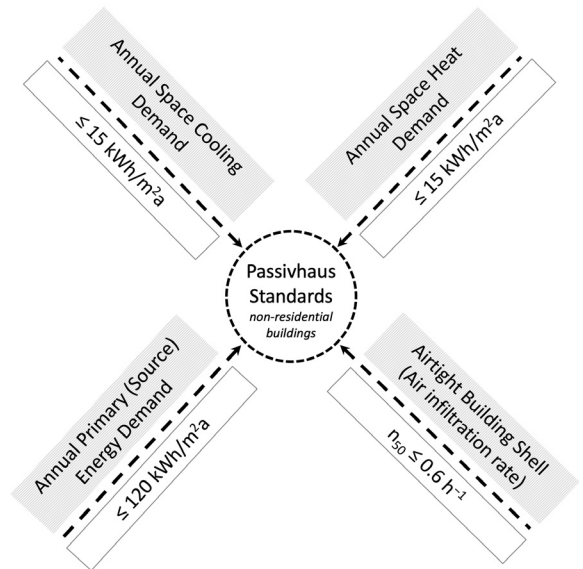 Annual Space Cooling
Demand
≤ 15 kWh/m²a
Annual Space Heat
Demand
≤ 15 kWh/m²a
Passivhaus
Standards
non-residential
buildings
Annual Primary (Source)
Energy Demand
≤ 120 kWh/m²a
Airtight Building Shell
(Air infiltration rate)
n₅₀ ≤ 0.6 h⁻¹